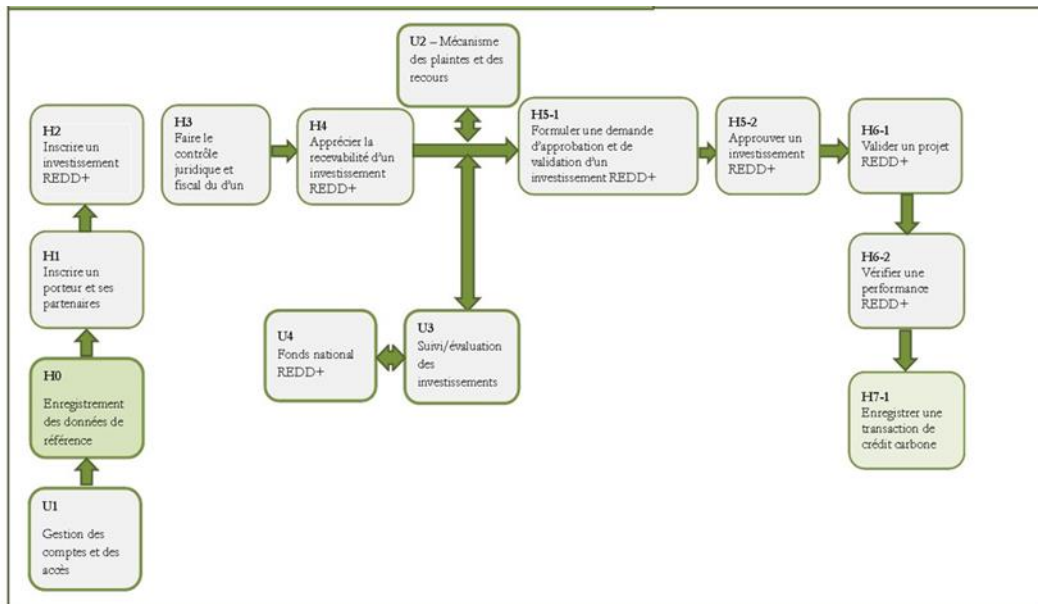 U2 – Mécanisme
des plaintes et des
recours
H2
Inscrire un
investissement
REDD+
H3
Faire le
contrôle
juridique et
fiscal du d'un
H4
Apprécier la
recevabilité d'un
investissement
REDD+
H5-1
Formuler une demande
d'approbation et de
validation d'un
investissement REDD+
H5-2
Approuver un
investissement
REDD+
H6-1
Valider un projet
REDD+
H1
Inscrire un
porteur et ses
partenaires
H6-2
Vérifier une
performance
REDD+
U4
Fonds national
REDD+
U3
Suivi/évaluation
des
investissements
H0
Enregistrement
des données de
référence
H7-1
Enregistrer une
transaction de
crédit carbone
U1
Gestion des
comptes et des
accès